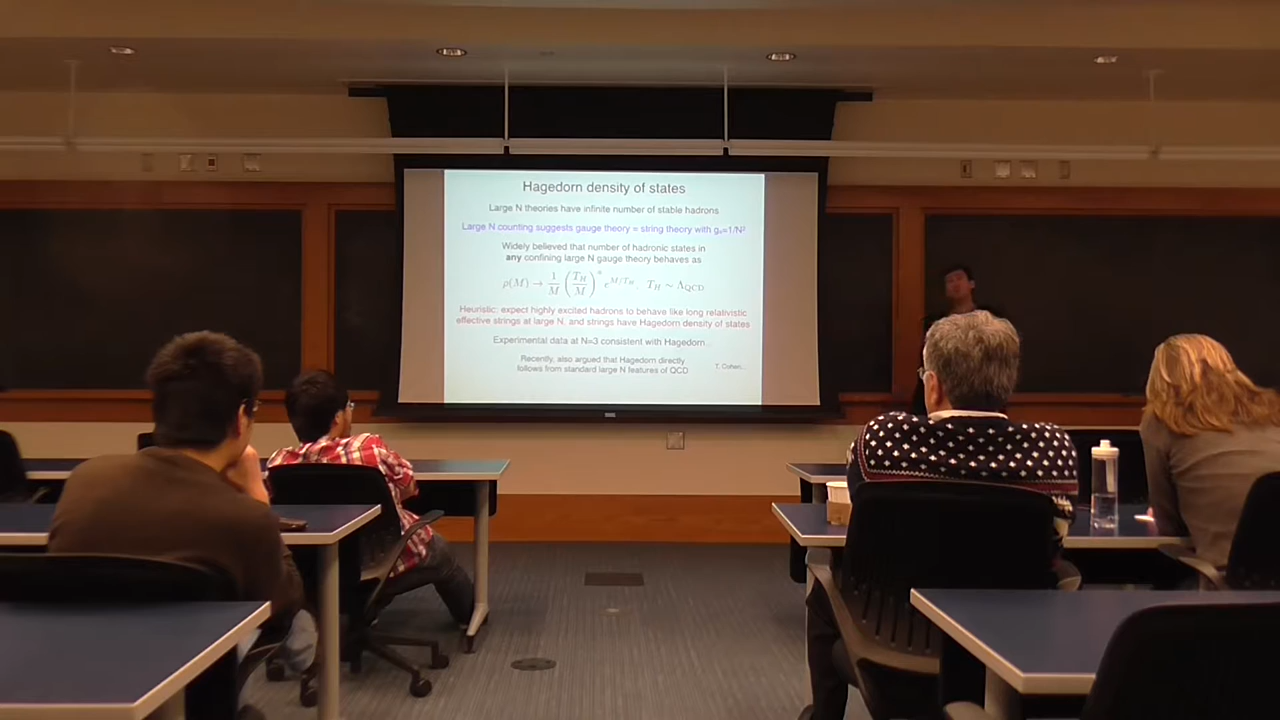 Hagedorn density of states
Large N theories have infinite number of stable hadrons
Large N counting suggests gauge theory = string theory with gₛ=1/N²
Widely believed that number of hadronic states in
any confining large N gauge theory behaves as
ρ(M) → 1/M (T_H/M)^a e^{M/T_H}, T_H ∼ Λ_QCD
Heuristic: expect highly excited hadrons to behave like long relativistic
effective strings at large N, and strings have Hagedorn density of states
Experimental data at N=3 consistent with Hagedorn
Recently, also argued that Hagedorn directly
follows from standard large N features of QCD
T. Cohen...